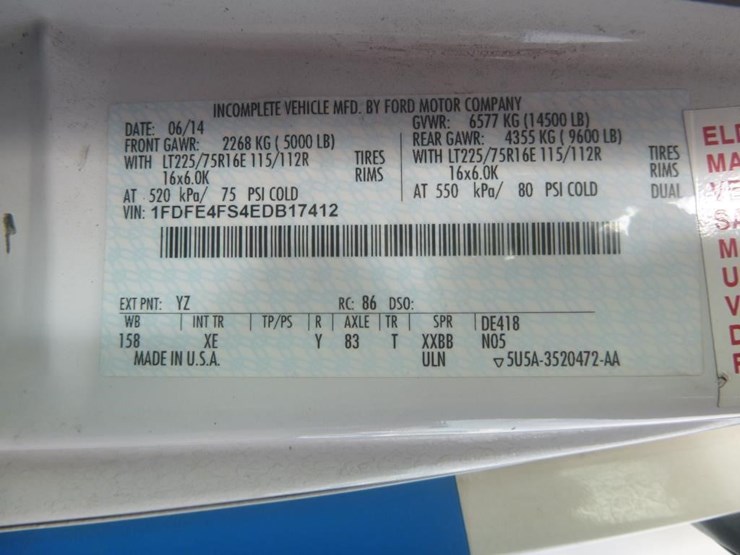 INCOMPLETE VEHICLE MFD. BY FORD MOTOR COMPANY
DATE: 06/14 GVWR: 6577 KG (14500 LB)
FRONT GAWR: 2268 KG ( 5000 LB) REAR GAWR: 4355 KG ( 9600 LB)
WITH LT225/75R16E 115/112R TIRES WITH LT225/75R16E 115/112R TIRES
16x6.0K RIMS 16x6.0K RIMS
AT 520 kPa/ 75 PSI COLD AT 550 kPa/ 80 PSI COLD DUAL
VIN: 1FDFE4FS4EDB17412
EXT PNT: YZ RC: 86 DSO:
WB INT TR TP/PS R AXLE TR SPR DE418
158 XE Y 83 T XXBB N05
MADE IN U.S.A. ULN ▽5U5A-3520472-AA
EL
MA
VE
SA
M
U
V